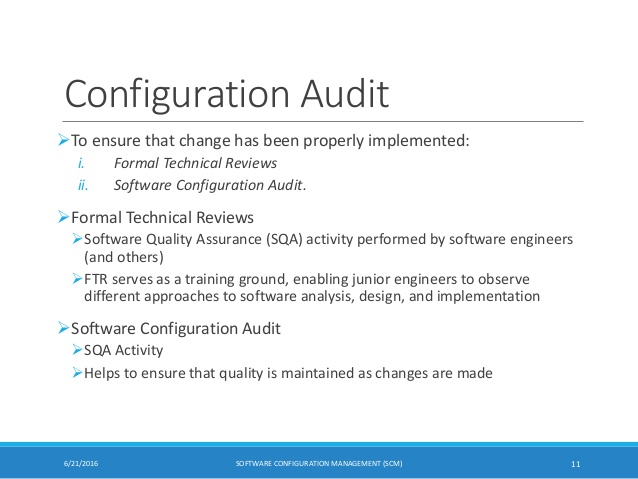 Configuration Audit
➢To ensure that change has been properly implemented:
i. Formal Technical Reviews
ii. Software Configuration Audit.
➢Formal Technical Reviews
➢Software Quality Assurance (SQA) activity performed by software engineers
(and others)
➢FTR serves as a training ground, enabling junior engineers to observe
different approaches to software analysis, design, and implementation
➢Software Configuration Audit
➢SQA Activity
➢Helps to ensure that quality is maintained as changes are made
6/21/2016 SOFTWARE CONFIGURATION MANAGEMENT (SCM) 11